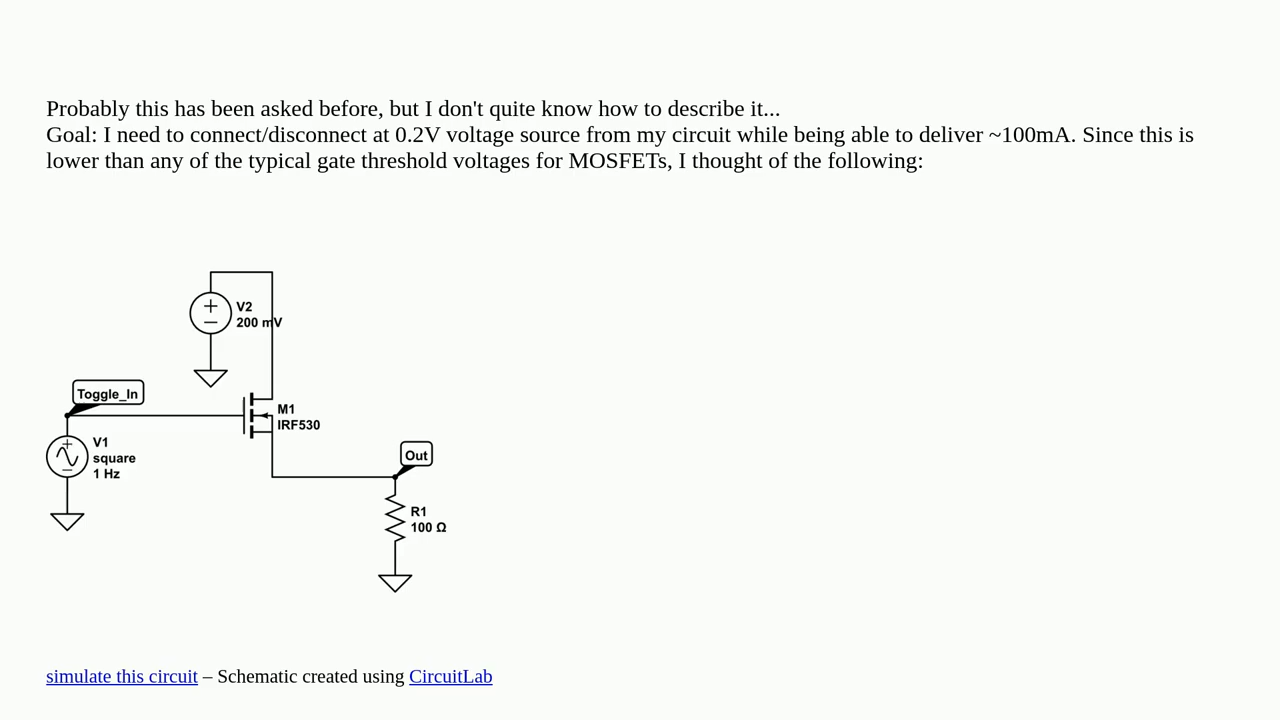 Probably this has been asked before, but I don't quite know how to describe it...
Goal: I need to connect/disconnect at 0.2V voltage source from my circuit while being able to deliver ~100mA. Since this is
lower than any of the typical gate threshold voltages for MOSFETs, I thought of the following:
V2
200 mV
Toggle_In
M1
IRF530
V1
square
1 Hz
Out
R1
100 Ω
simulate this circuit – Schematic created using CircuitLab